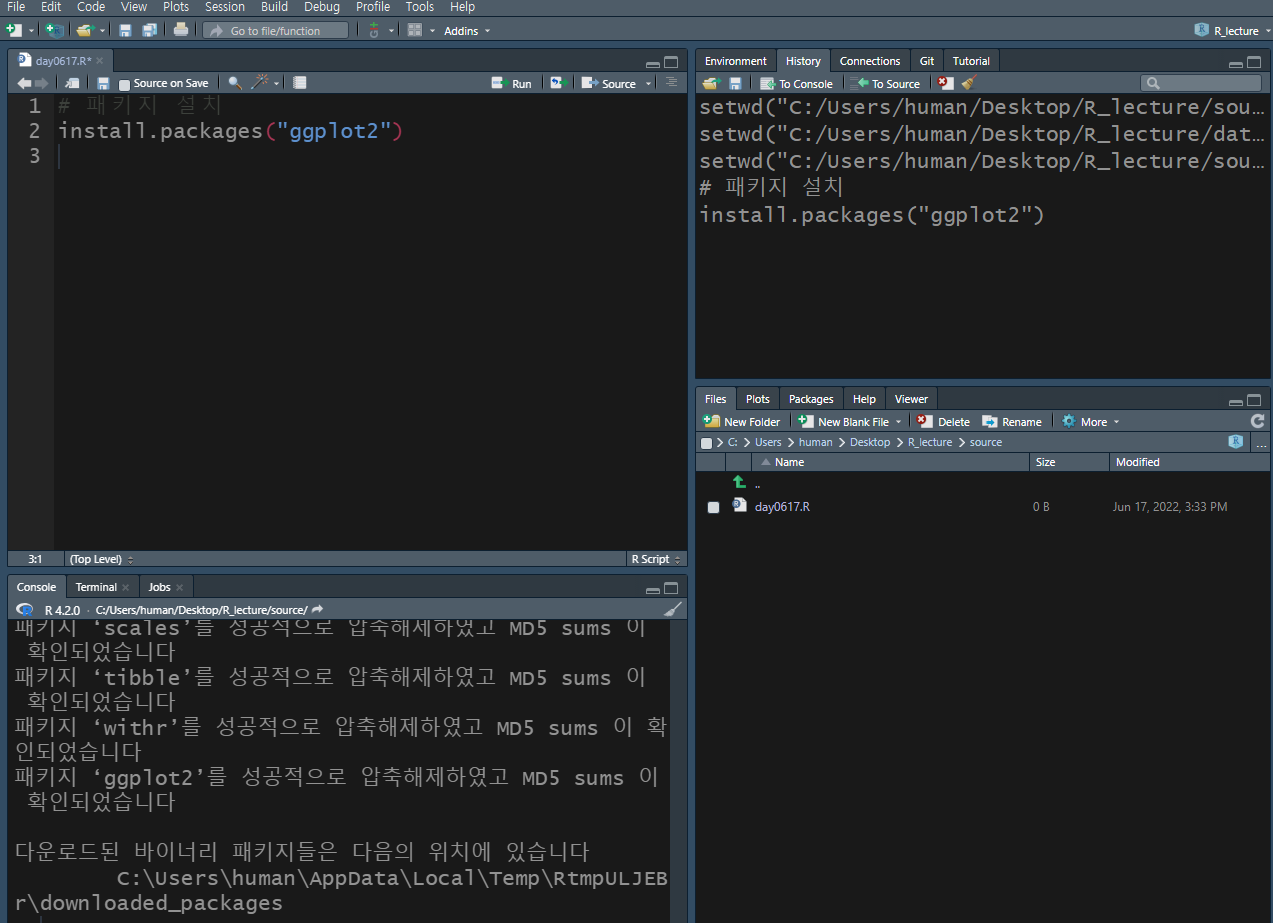 File Edit Code View Plots Session Build Debug Profile Tools Help
Go to file/function Addins R_lecture
day0617.R*
Source on Save Run Source
1 # 패키지 설치
2 install.packages("ggplot2")
3
3:1 (Top Level) R Script
Console Terminal Jobs
R 4.2.0 · C:/Users/human/Desktop/R_lecture/source/
패키지 ‘scales’를 성공적으로 압축해제하였고 MD5 sums 이
확인되었습니다
패키지 ‘tibble’를 성공적으로 압축해제하였고 MD5 sums 이
확인되었습니다
패키지 ‘withr’를 성공적으로 압축해제하였고 MD5 sums 이 확
인되었습니다
패키지 ‘ggplot2’를 성공적으로 압축해제하였고 MD5 sums 이
확인되었습니다
다운로드된 바이너리 패키지들은 다음의 위치에 있습니다
C:\Users\human\AppData\Local\Temp\RtmpULJEB
r\downloaded_packages
Environment History Connections Git Tutorial
To Console To Source
setwd("C:/Users/human/Desktop/R_lecture/sou…
setwd("C:/Users/human/Desktop/R_lecture/dat…
setwd("C:/Users/human/Desktop/R_lecture/sou…
# 패키지 설치
install.packages("ggplot2")
Files Plots Packages Help Viewer
New Folder New Blank File Delete Rename More
C: Users human Desktop R_lecture source ...
Name Size Modified
..
day0617.R 0 B Jun 17, 2022, 3:33 PM